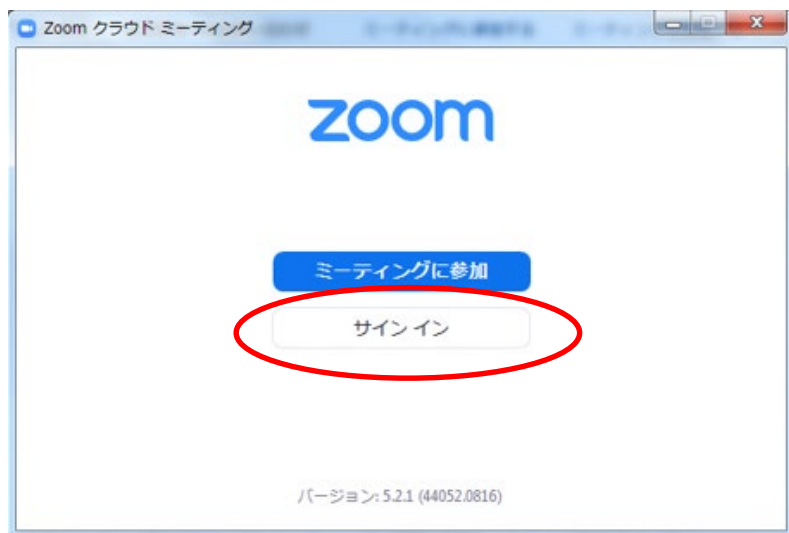 Zoom クラウド ミーティング
zoom
ミーティングに参加
サイン イン
バージョン: 5.2.1 (44052.0816)